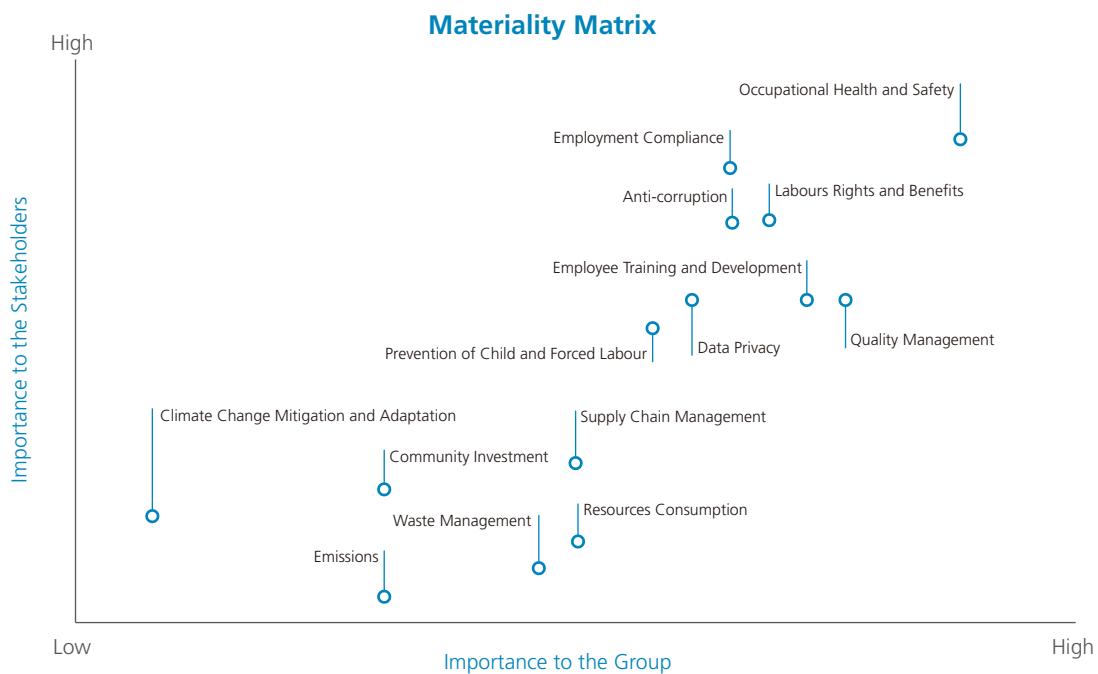 Materiality Matrix
High
Occupational Health and Safety
Employment Compliance
Labours Rights and Benefits
Anti-corruption
Employee Training and Development
Quality Management
Data Privacy
Prevention of Child and Forced Labour
Climate Change Mitigation and Adaptation
Supply Chain Management
Community Investment
Resources Consumption
Waste Management
Emissions
Importance to the Stakeholders
Low
High
Importance to the Group